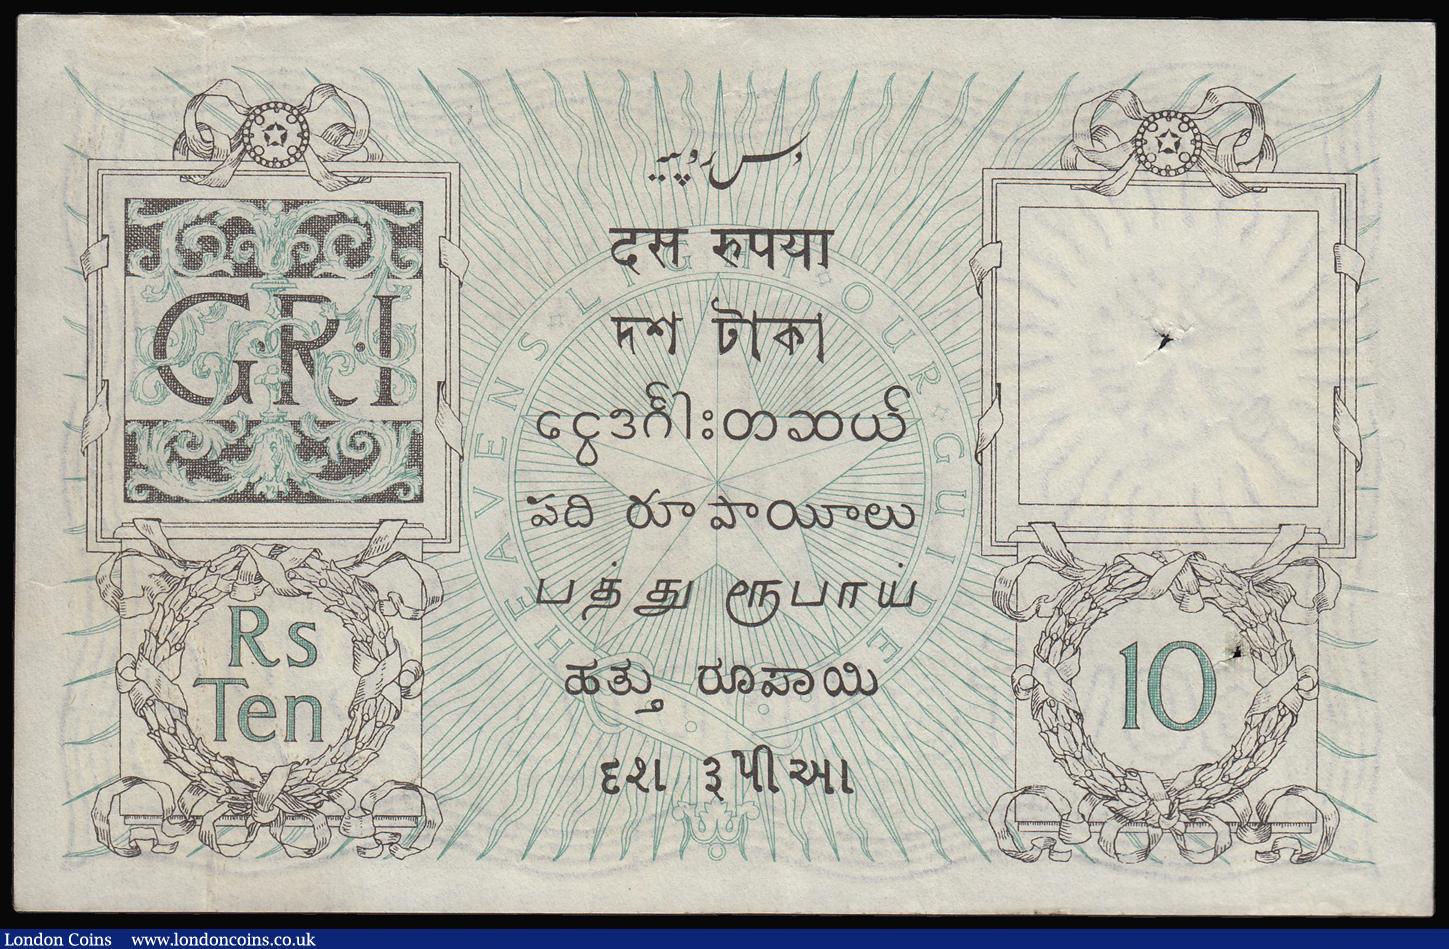 دس روپیہ
दस रुपया
দশ টাকা
ငွေဒင်္ဂါးတဆယ်
పది రూపాయీలు
பத்து ரூபாய்
ಹತ್ತು ರೂಪಾಯಿ
દશ રૂપીઆ
HEAVENS LIGHT OUR GUIDE
G.R.I
Rs
Ten
10
London Coins www.londoncoins.co.uk